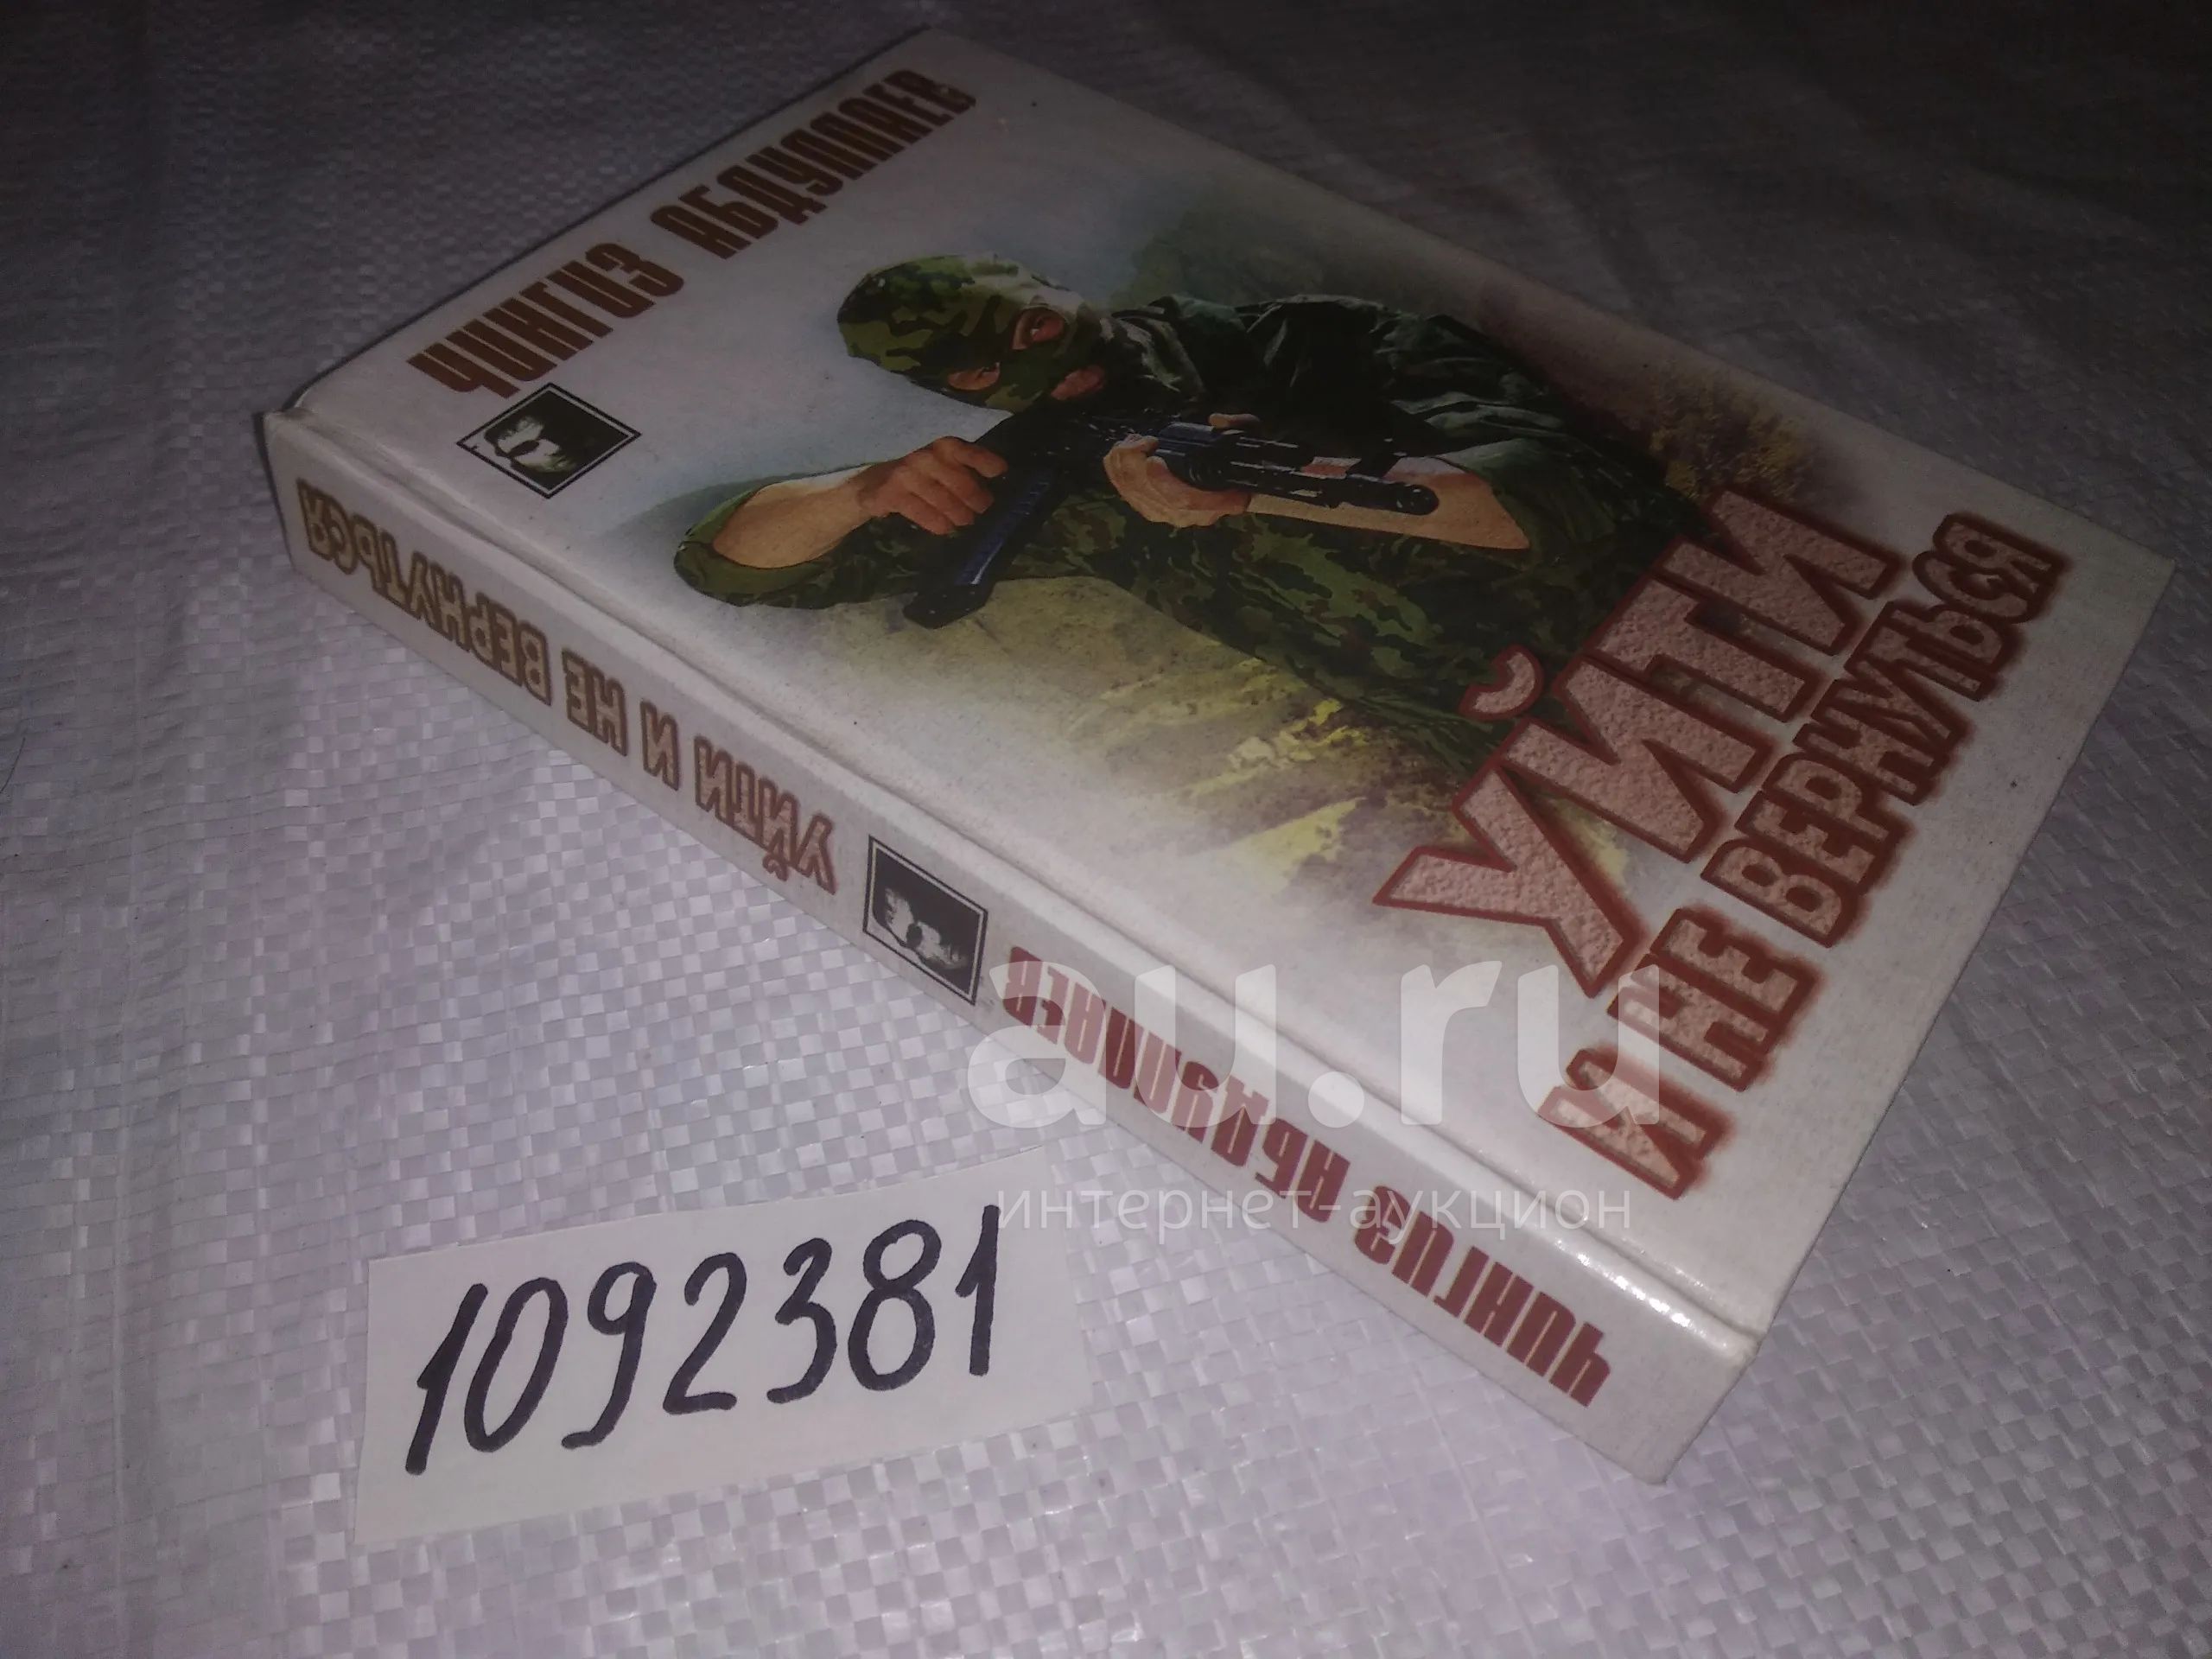 ЧИНГИЗ АБДУЛЛАЕВ
УЙТИ
И НЕ ВЕРНУТЬСЯ
ЧИНГИЗ АБДУЛЛАЕВ
УЙТИ И НЕ ВЕРНУТЬСЯ
au.ru
интернет-аукцион
1092381